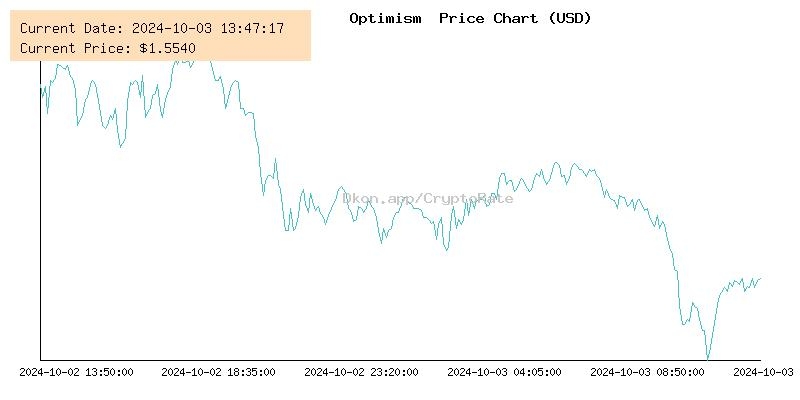 Optimism Price Chart (USD)
Current Date: 2024-10-03 13:47:17
Current Price: $1.5540
Dkon.app/CryptoRate
2024-10-02 13:50:00 2024-10-02 18:35:00 2024-10-02 23:20:00 2024-10-03 04:05:00 2024-10-03 08:50:00 2024-10-03